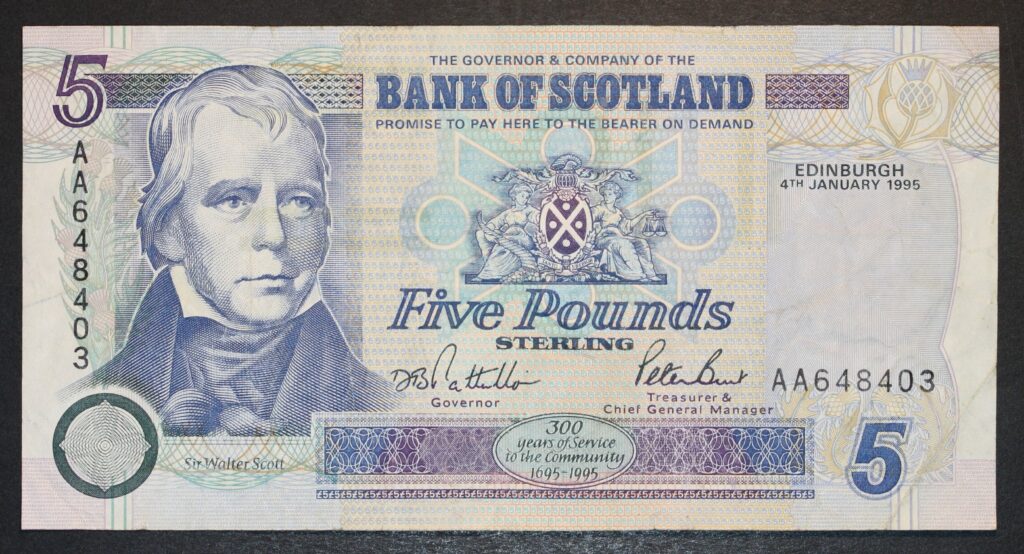 5
THE GOVERNOR & COMPANY OF THE
BANK OF SCOTLAND
PROMISE TO PAY HERE TO THE BEARER ON DEMAND
EDINBURGH
4TH JANUARY 1995
AA648403
Five Pounds
STERLING
Peter Burt
AA648403
Governor
Treasurer &
Chief General Manager
300
years of Service
to the Community
1695-1995
Sir Walter Scott
5